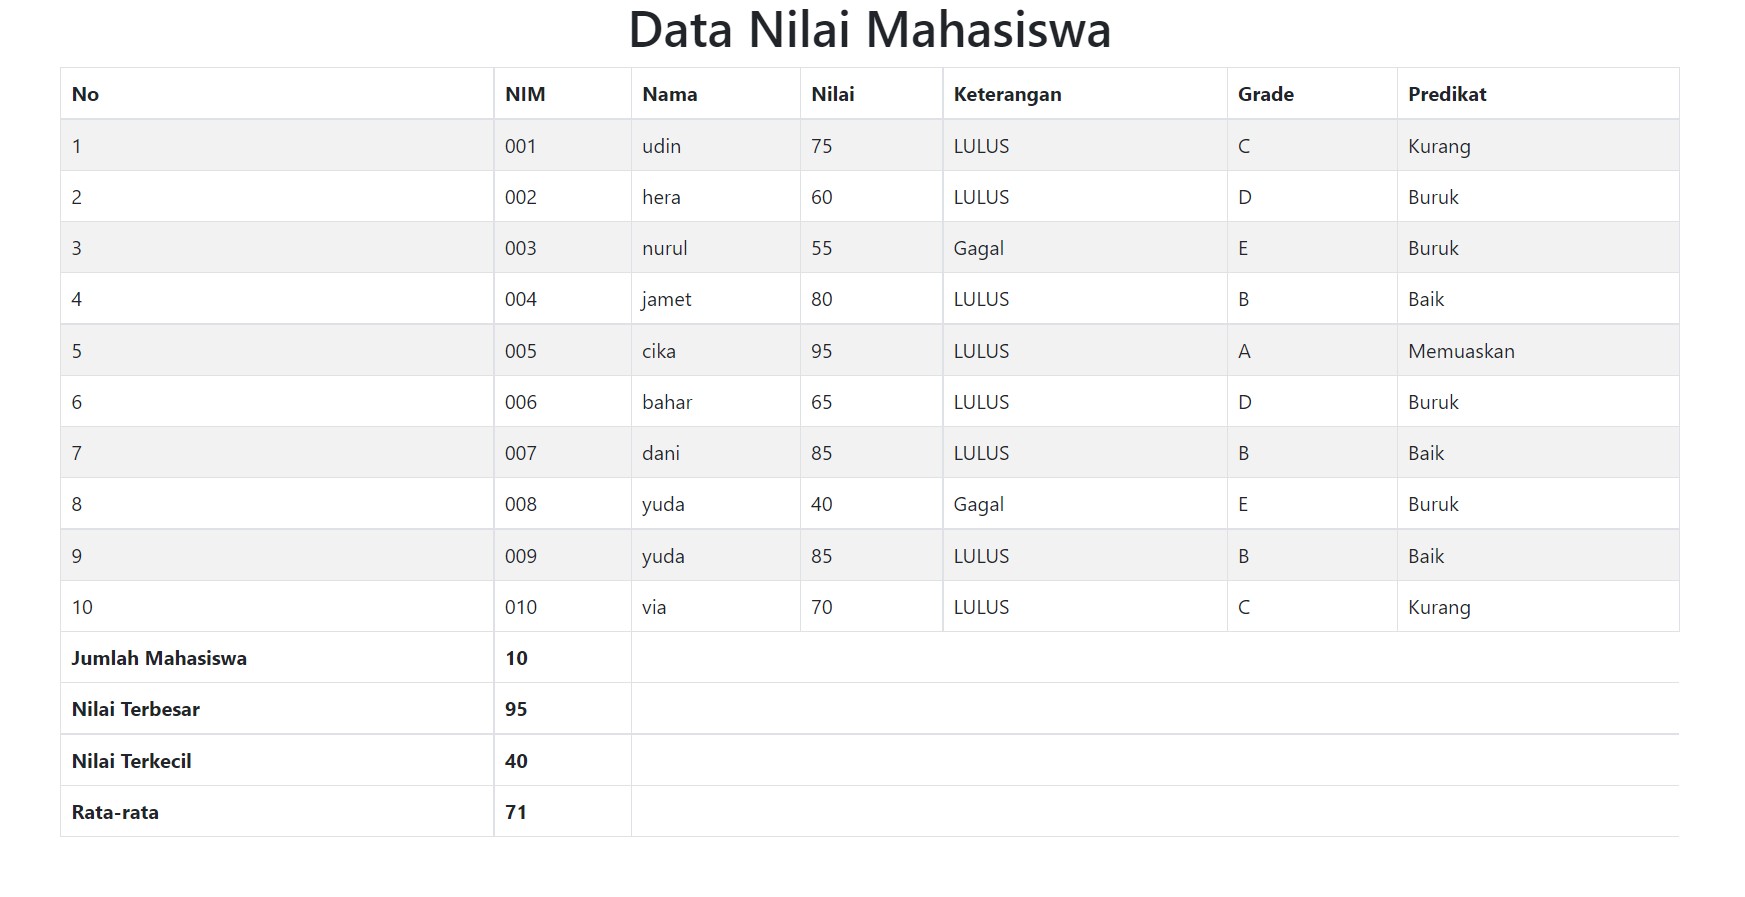 Data Nilai Mahasiswa
No NIM Nama Nilai Keterangan Grade Predikat
1 001 udin 75 LULUS C Kurang
2 002 hera 60 LULUS D Buruk
3 003 nurul 55 Gagal E Buruk
4 004 jamet 80 LULUS B Baik
5 005 cika 95 LULUS A Memuaskan
6 006 bahar 65 LULUS D Buruk
7 007 dani 85 LULUS B Baik
8 008 yuda 40 Gagal E Buruk
9 009 yuda 85 LULUS B Baik
10 010 via 70 LULUS C Kurang
Jumlah Mahasiswa 10
Nilai Terbesar 95
Nilai Terkecil 40
Rata-rata 71